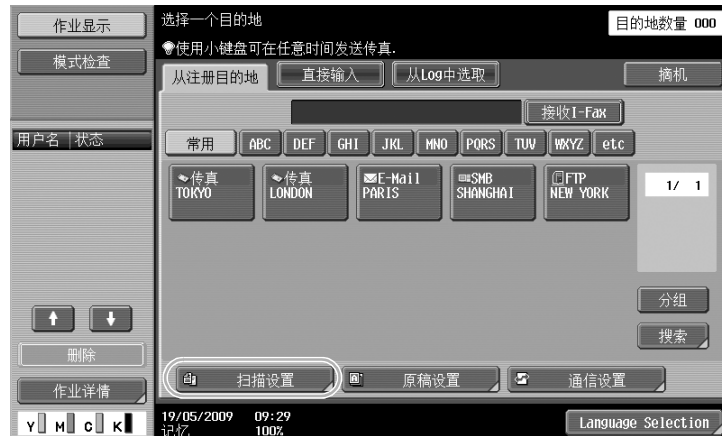 作业显示
模式检查
用户名 状态
删除
作业详情
Y M C K
选择一个目的地
目的地数量 000
使用小键盘可在任意时间发送传真.
从注册目的地 直接输入 从Log中选取 摘机
接收I-Fax
常用 ABC DEF GHI JKL MNO PQRS TUV WXYZ etc
传真 TOKYO
传真 LONDON
E-Mail PARIS
SMB SHANGHAI
FTP NEW YORK
1/ 1
分组
搜索
扫描设置 原稿设置 通信设置
19/05/2009 09:29
记忆 100%
Language Selection